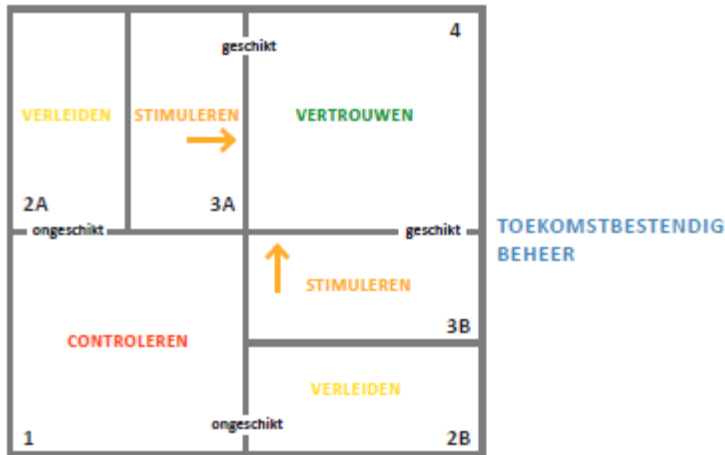 4
geschikt
VERLEIDEN
STIMULEREN
VERTROUWEN
2A
3A
ongeschikt
geschikt
TOEKOMSTBESTENDIG
BEHEER
STIMULEREN
3B
CONTROLEREN
VERLEIDEN
ongeschikt
1
2B